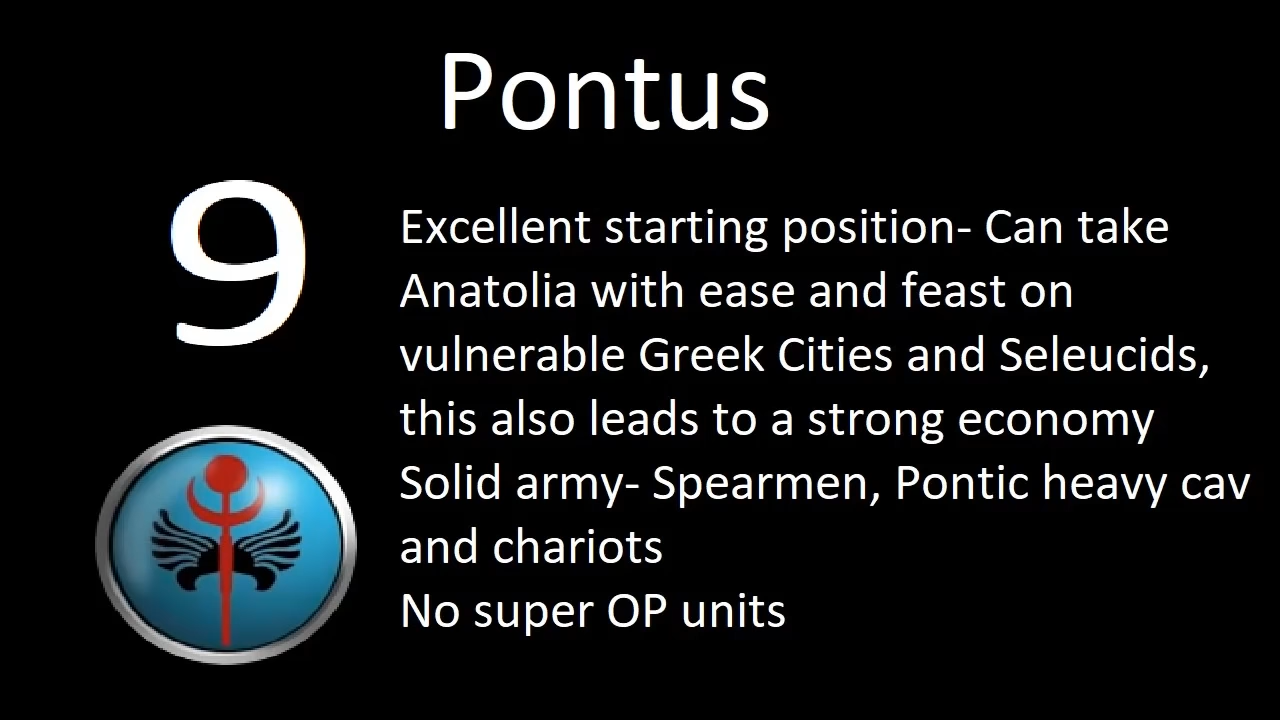 Pontus
9
Excellent starting position- Can take
Anatolia with ease and feast on
vulnerable Greek Cities and Seleucids,
this also leads to a strong economy
Solid army- Spearmen, Pontic heavy cav
and chariots
No super OP units